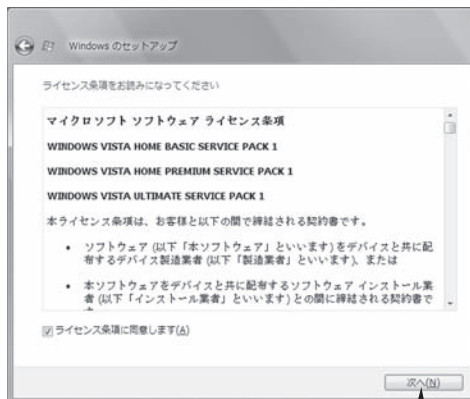 Windows のセットアップ
ライセンス条項をお読みになってください
マイクロソフト ソフトウェア ライセンス条項
WINDOWS VISTA HOME BASIC SERVICE PACK 1
WINDOWS VISTA HOME PREMIUM SERVICE PACK 1
WINDOWS VISTA ULTIMATE SERVICE PACK 1
本ライセンス条項は、お客様と以下の間で締結される契約書です。
• ソフトウェア (以下「本ソフトウェア」といいます) をデバイスと共に配
布するデバイス製造業者 (以下「製造業者」といいます)、または
• 本ソフトウェアをデバイスと共に配布するソフトウェア インストール業
者 (以下「インストール業者」といいます) との間に締結される契約書で
ライセンス条項に同意します(A)
次へ(N)